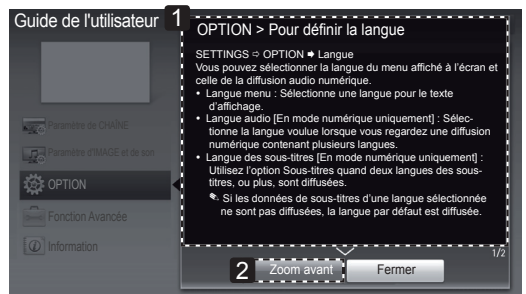 Guide de l'utilisateur
1
OPTION > Pour définir la langue
SETTINGS ⇨ OPTION ➧ Langue
Vous pouvez sélectionner la langue du menu affiché à l'écran et
celle de la diffusion audio numérique.
• Langue menu : Sélectionne une langue pour le texte
d'affichage.
• Langue audio [En mode numérique uniquement] : Sélec-
tionne la langue voulue lorsque vous regardez une diffusion
numérique contenant plusieurs langues.
• Langue des sous-titres [En mode numérique uniquement] :
Utilisez l'option Sous-titres quand deux langues des sous-
titres, ou plus, sont diffusées.
✎ Si les données de sous-titres d'une langue sélectionnée
ne sont pas diffusées, la langue par défaut est diffusée.
Paramètre de CHAÎNE
Paramètre d'IMAGE et de son
OPTION
Fonction Avancée
Information
1/2
2
Zoom avant
Fermer